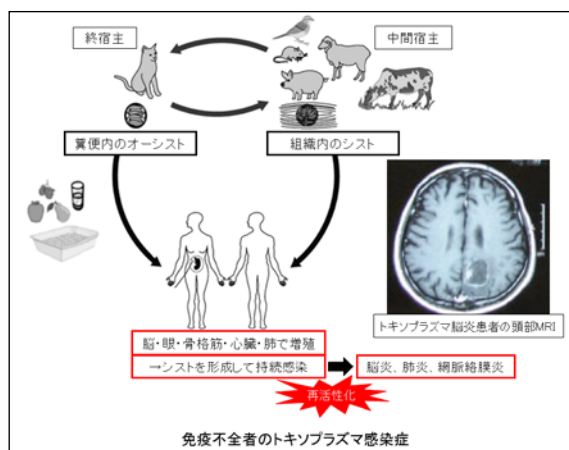 終宿主
中間宿主
糞便内のオーシスト
組織内のシスト
トキソプラズマ脳炎患者の頭部MRI
脳・眼・骨格筋・心臓・肺で増殖
→シストを形成して持続感染
脳炎、肺炎、網脈絡膜炎
再活性化
免疫不全者のトキソプラズマ感染症